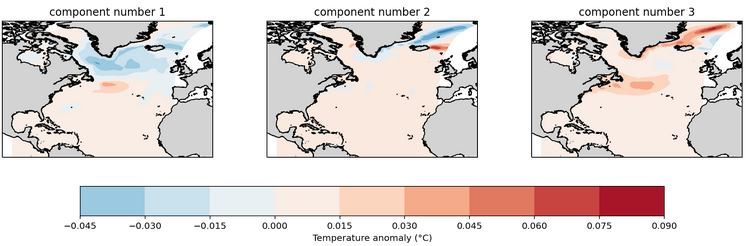 component number 1
component number 2
component number 3
−0.045 −0.030 −0.015 0.000 0.015 0.030 0.045 0.060 0.075 0.090
Temperature anomaly (°C)